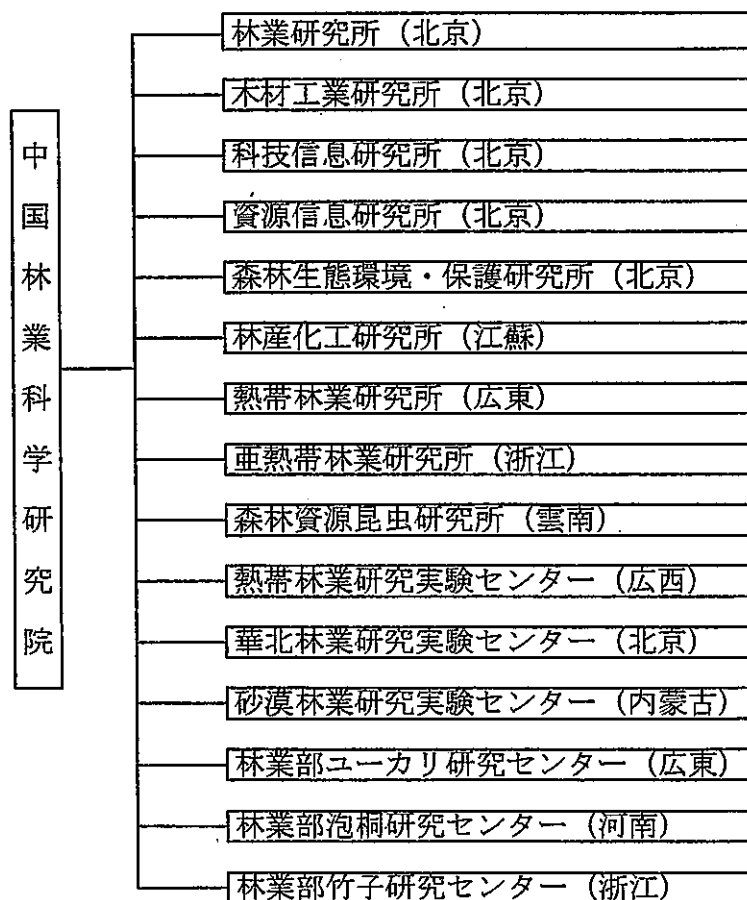 中国林業科学研究院
林業研究所（北京）
木材工業研究所（北京）
科技信息研究所（北京）
資源信息研究所（北京）
森林生態環境・保護研究所（北京）
林産化工研究所（江蘇）
熱帯林業研究所（広東）
亜熱帯林業研究所（浙江）
森林資源昆虫研究所（雲南）
熱帯林業研究実験センター（広西）
華北林業研究実験センター（北京）
砂漠林業研究実験センター（内蒙古）
林業部ユーカリ研究センター（広東）
林業部泡桐研究センター（河南）
林業部竹子研究センター（浙江）